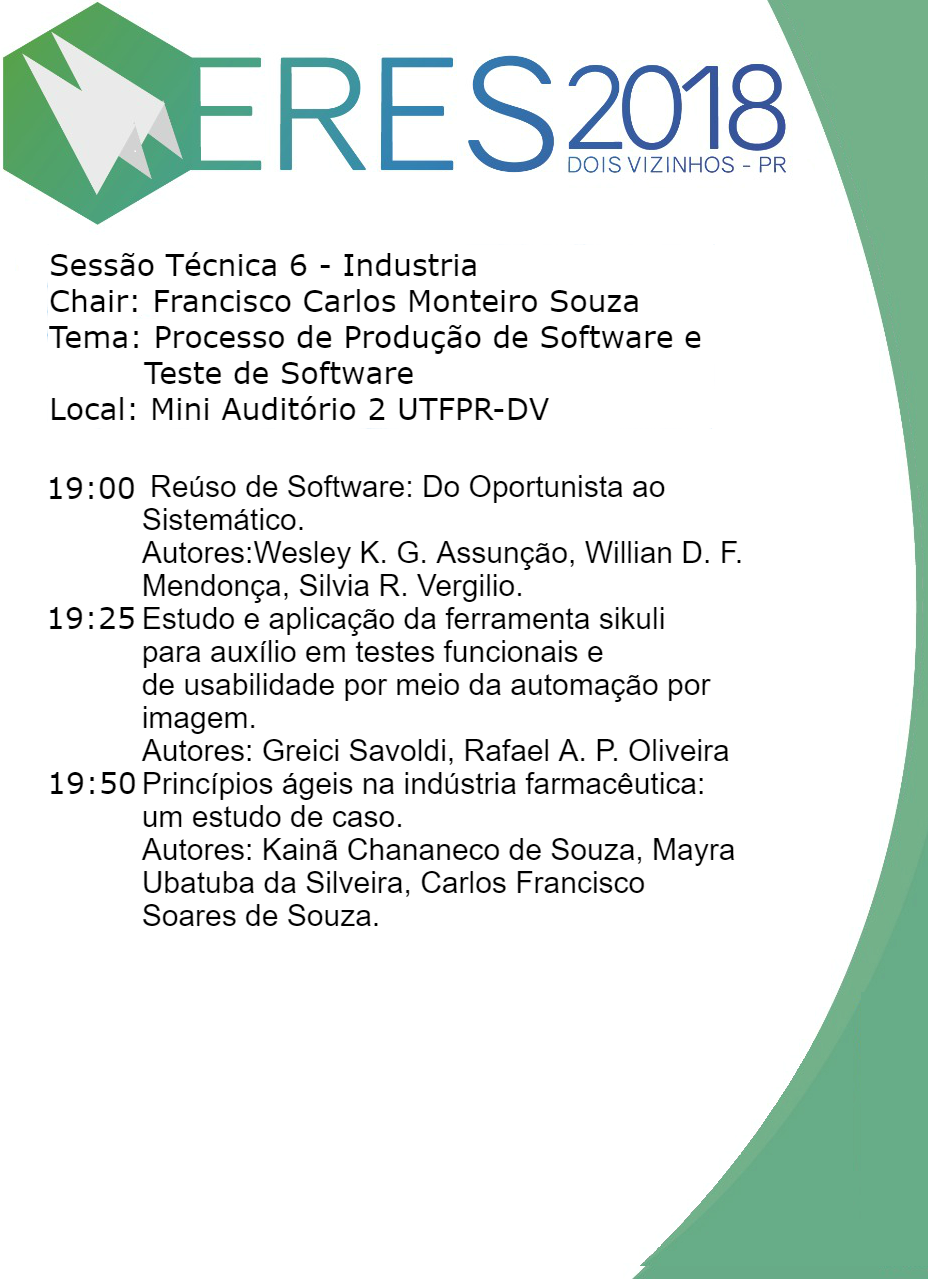 ERES 2018
DOIS VIZINHOS - PR
Sessão Técnica 6 - Industria
Chair: Francisco Carlos Monteiro Souza
Tema: Processo de Produção de Software e
Teste de Software
Local: Mini Auditório 2 UTFPR-DV
19:00 Reúso de Software: Do Oportunista ao
Sistemático.
Autores:Wesley K. G. Assunção, Willian D. F.
Mendonça, Silvia R. Vergilio.
19:25 Estudo e aplicação da ferramenta sikuli
para auxílio em testes funcionais e
de usabilidade por meio da automação por
imagem.
Autores: Greici Savoldi, Rafael A. P. Oliveira
19:50 Princípios ágeis na indústria farmacêutica:
um estudo de caso.
Autores: Kainã Chananeco de Souza, Mayra
Ubatuba da Silveira, Carlos Francisco
Soares de Souza.